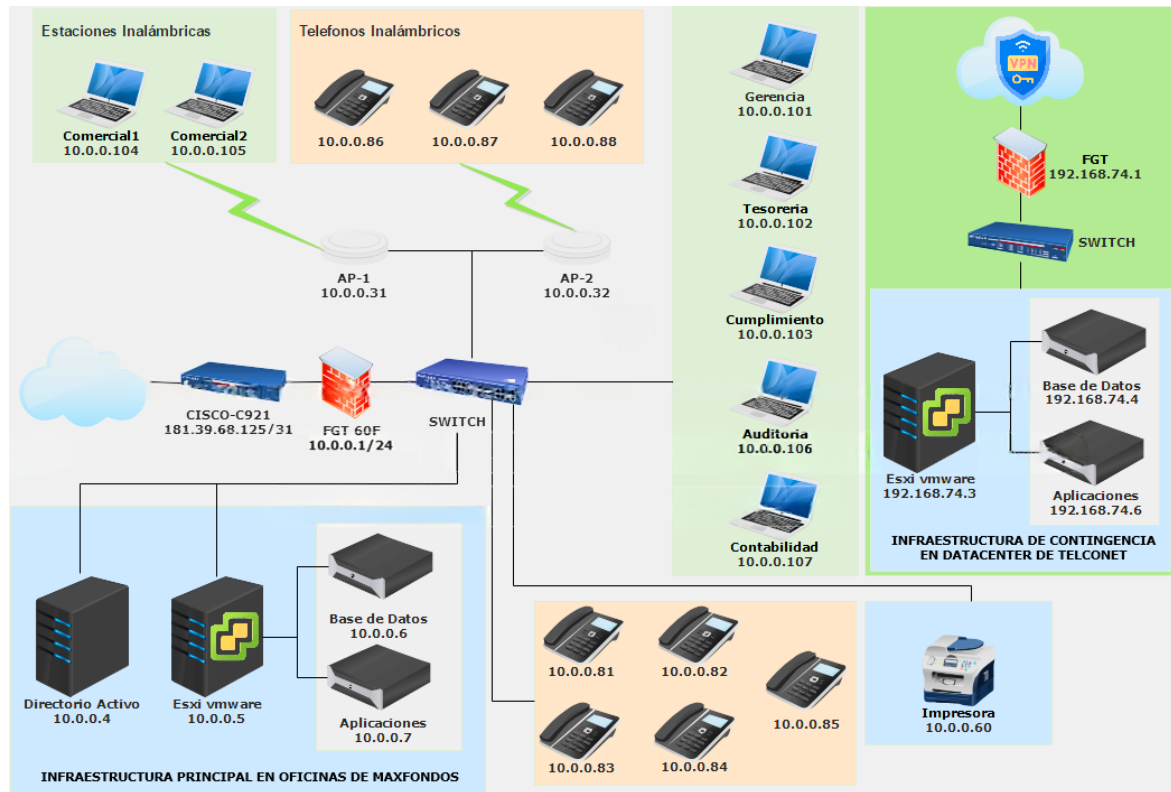 Estaciones Inalámbricas
Comercial1
10.0.0.104
Comercial2
10.0.0.105
Telefonos Inalámbricos
10.0.0.86
10.0.0.87
10.0.0.88
AP-1
10.0.0.31
AP-2
10.0.0.32
CISCO-C921
181.39.68.125/31
FGT 60F
10.0.0.1/24
SWITCH
Gerencia
10.0.0.101
Tesoreria
10.0.0.102
Cumplimiento
10.0.0.103
Auditoria
10.0.0.106
Contabilidad
10.0.0.107
VPN
FGT
192.168.74.1
SWITCH
Esxi vmware
192.168.74.3
Base de Datos
192.168.74.4
Aplicaciones
192.168.74.6
INFRAESTRUCTURA DE CONTINGENCIA
EN DATACENTER DE TELCONET
Directorio Activo
10.0.0.4
Esxi vmware
10.0.0.5
Base de Datos
10.0.0.6
Aplicaciones
10.0.0.7
INFRAESTRUCTURA PRINCIPAL EN OFICINAS DE MAXFONDOS
10.0.0.81
10.0.0.82
10.0.0.85
10.0.0.83
10.0.0.84
Impresora
10.0.0.60